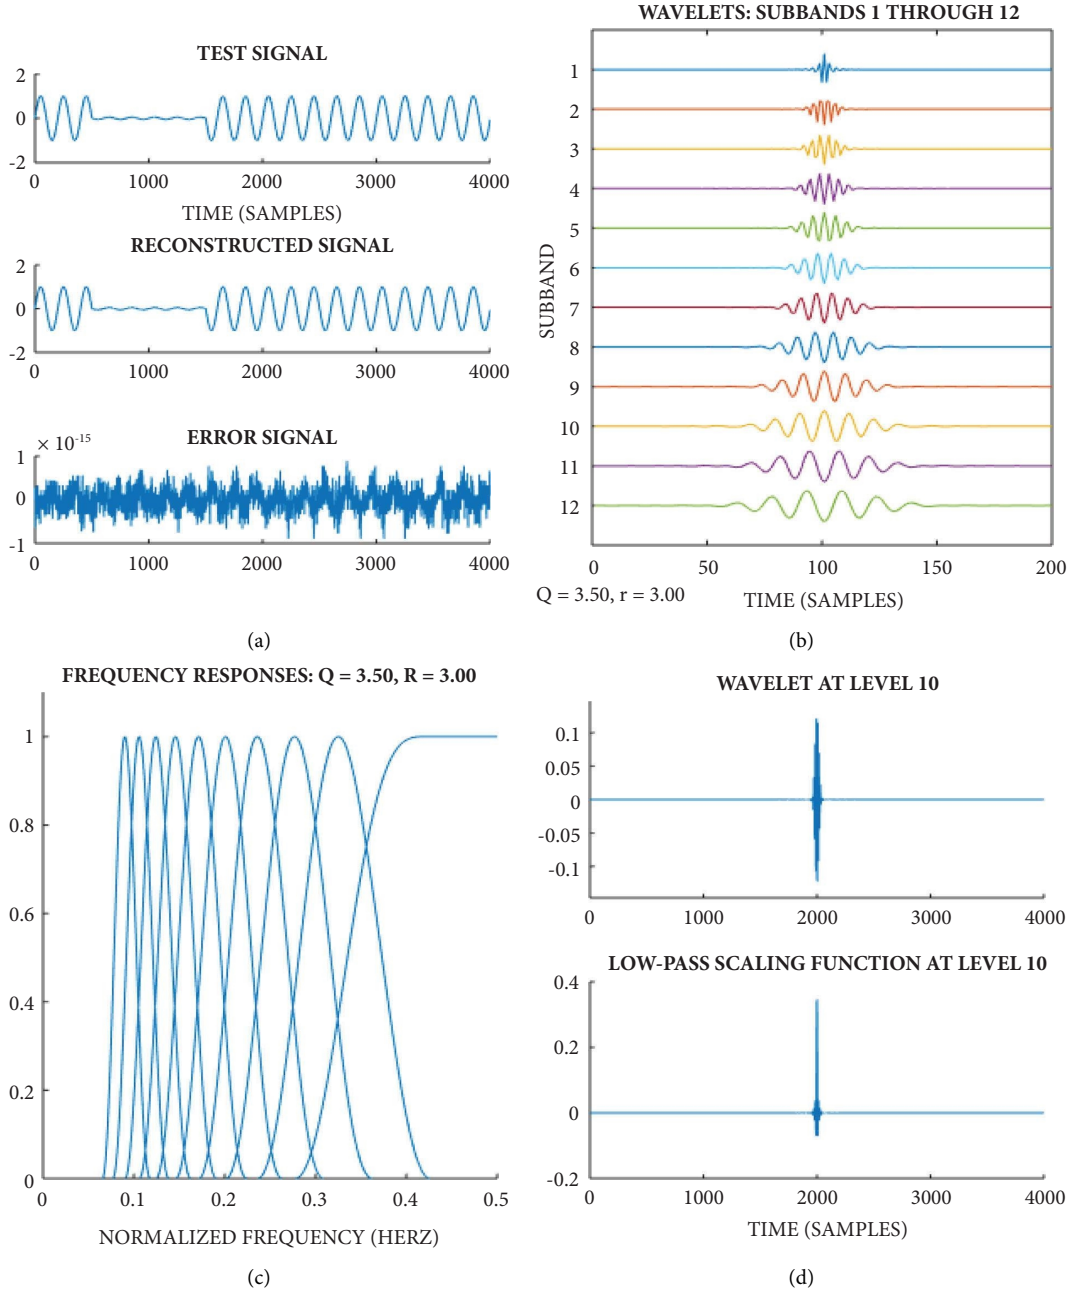 TEST SIGNAL
2
0
-2
0 1000 2000 3000 4000
TIME (SAMPLES)
RECONSTRUCTED SIGNAL
2
0
-2
0 1000 2000 3000 4000
× 10-15
ERROR SIGNAL
1
0
-1
0 1000 2000 3000 4000
(a)
WAVELETS: SUBBANDS 1 THROUGH 12
SUBBAND
1
2
3
4
5
6
7
8
9
10
11
12
0 50 100 150 200
Q = 3.50, r = 3.00
TIME (SAMPLES)
(b)
FREQUENCY RESPONSES: Q = 3.50, R = 3.00
1
0.8
0.6
0.4
0.2
0
0 0.1 0.2 0.3 0.4 0.5
NORMALIZED FREQUENCY (HERZ)
(c)
WAVELET AT LEVEL 10
0.1
0.05
0
-0.05
-0.1
0 1000 2000 3000 4000
LOW-PASS SCALING FUNCTION AT LEVEL 10
0.4
0.2
0
-0.2
0 1000 2000 3000 4000
TIME (SAMPLES)
(d)